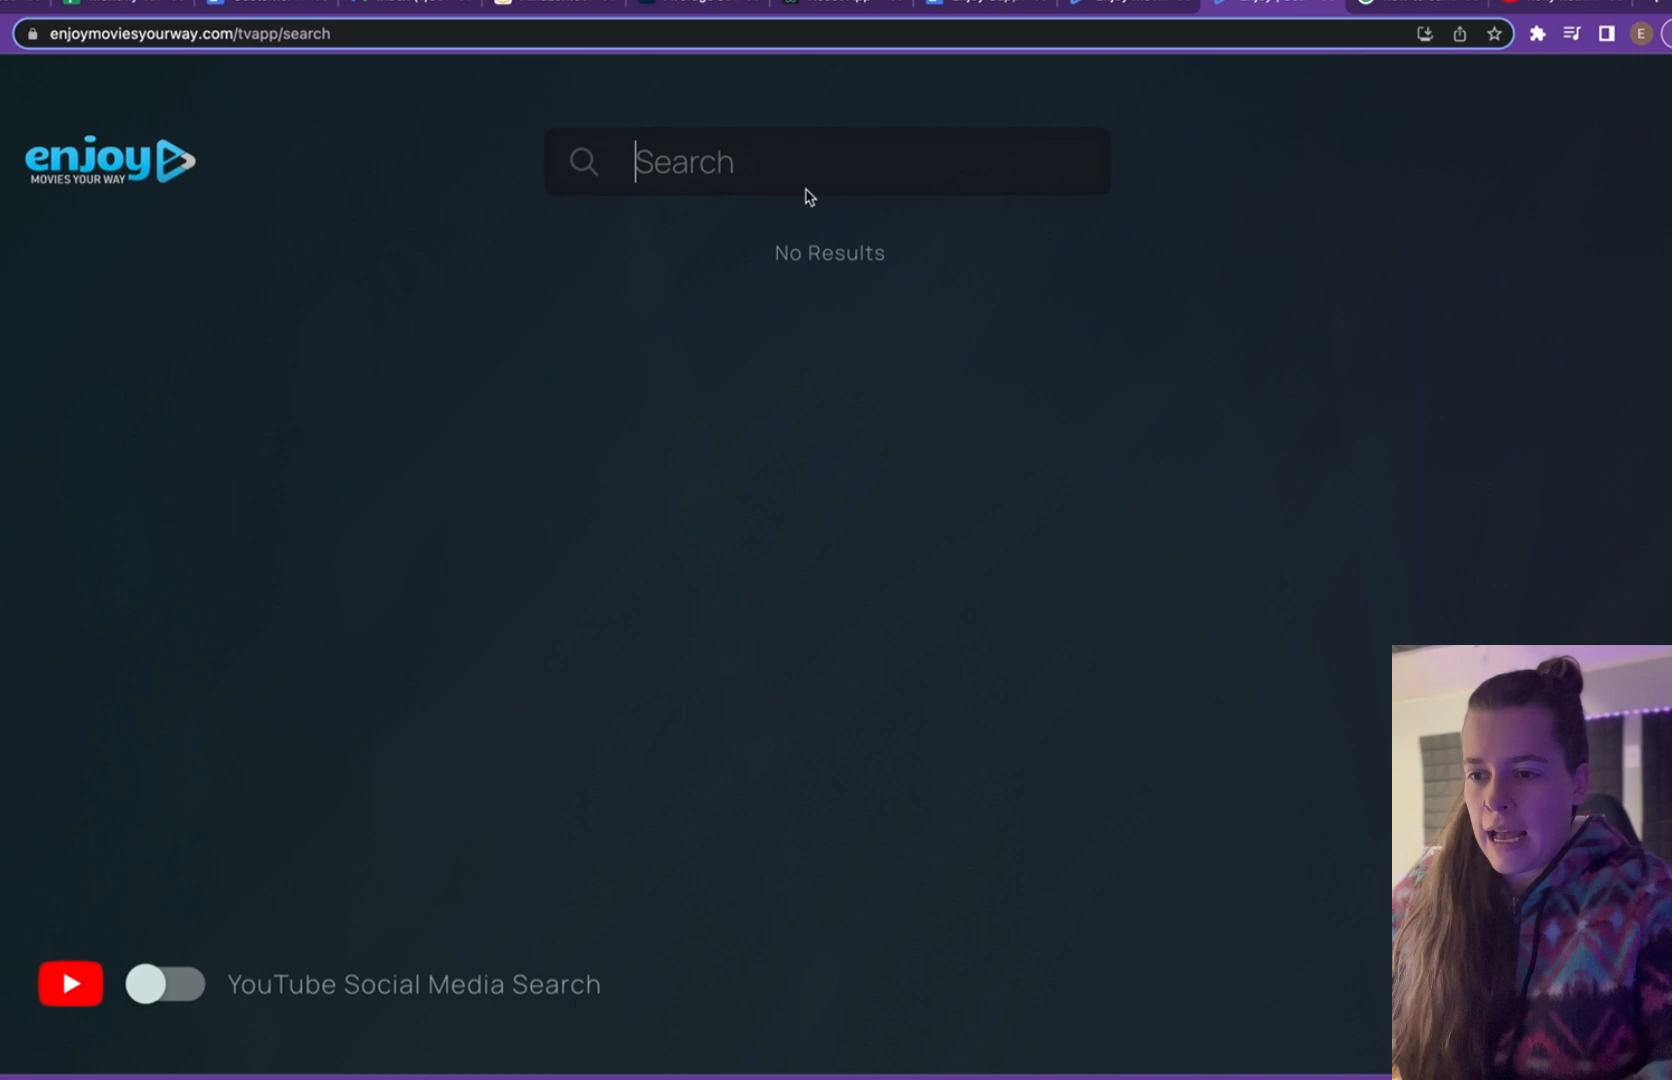 enjoymoviesyourway.com/tvapp/search
E
enjoy
MOVIES YOUR WAY
Search
No Results
YouTube Social Media Search